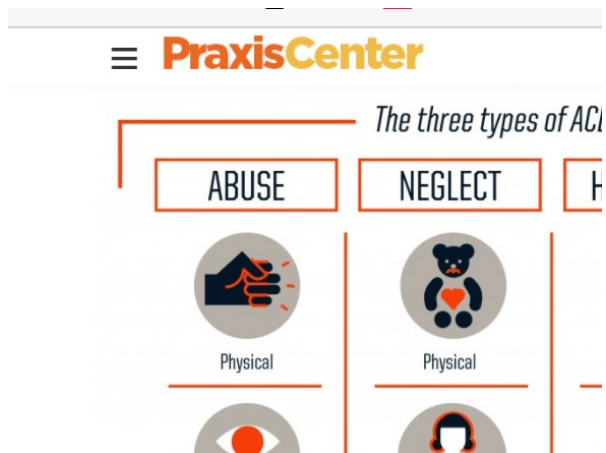 PraxisCenter
The three types of
ABUSE NEGLECT
Physical Physical